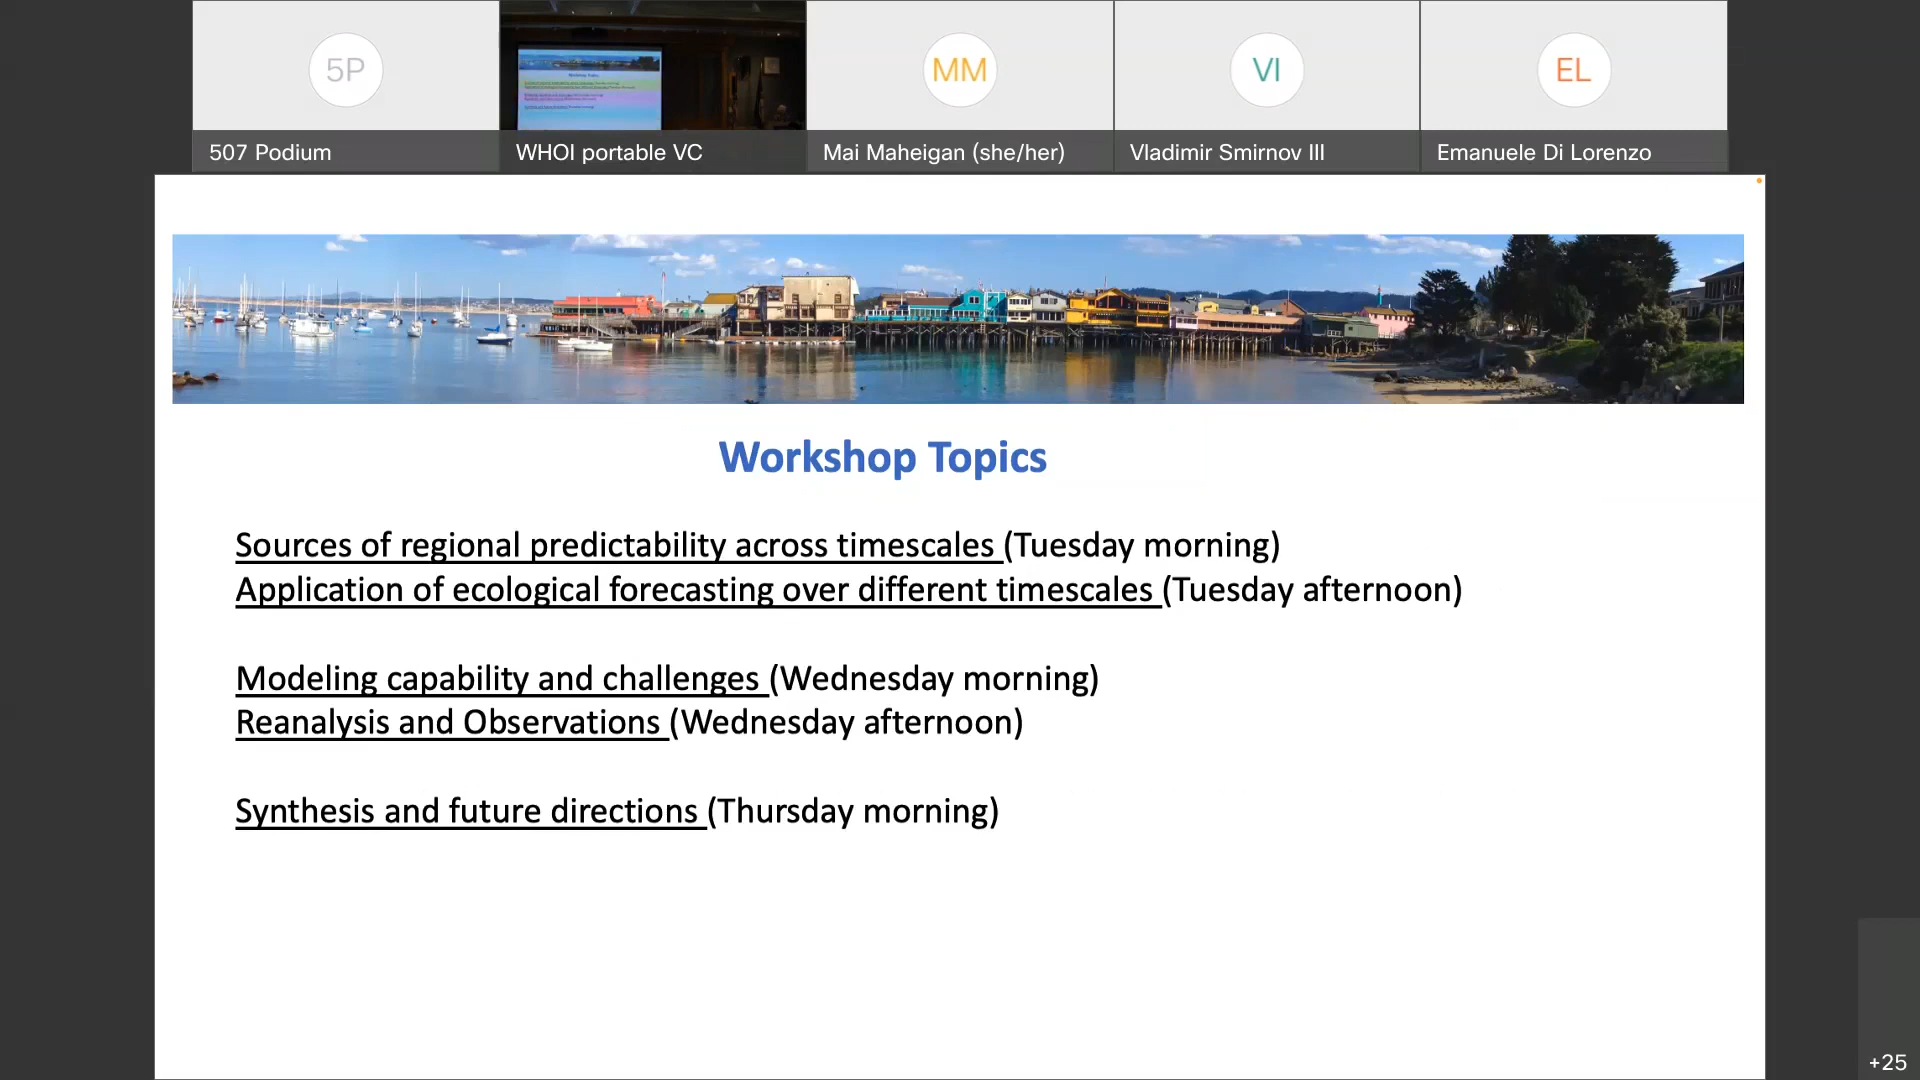 5P
MM
VI
EL
507 Podium
WHOI portable VC
Mai Maheigan (she/her)
Vladimir Smirnov III
Emanuele Di Lorenzo
Workshop Topics
Sources of regional predictability across timescales (Tuesday morning)
Application of ecological forecasting over different timescales (Tuesday afternoon)
Modeling capability and challenges (Wednesday morning)
Reanalysis and Observations (Wednesday afternoon)
Synthesis and future directions (Thursday morning)
+25